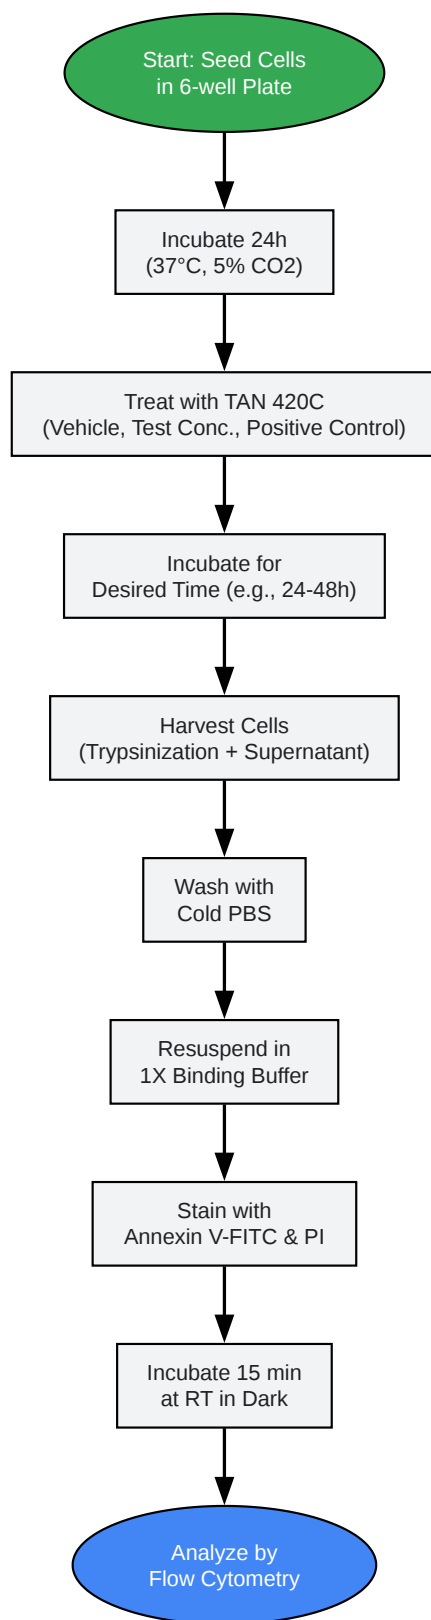 Start: Seed Cells
in 6-well Plate
Incubate 24h
(37°C, 5% CO2)
Treat with TAN 420C
(Vehicle, Test Conc., Positive Control)
Incubate for
Desired Time (e.g., 24-48h)
Harvest Cells
(Trypsinization + Supernatant)
Wash with
Cold PBS
Resuspend in
1X Binding Buffer
Stain with
Annexin V-FITC & PI
Incubate 15 min
at RT in Dark
Analyze by
Flow Cytometry